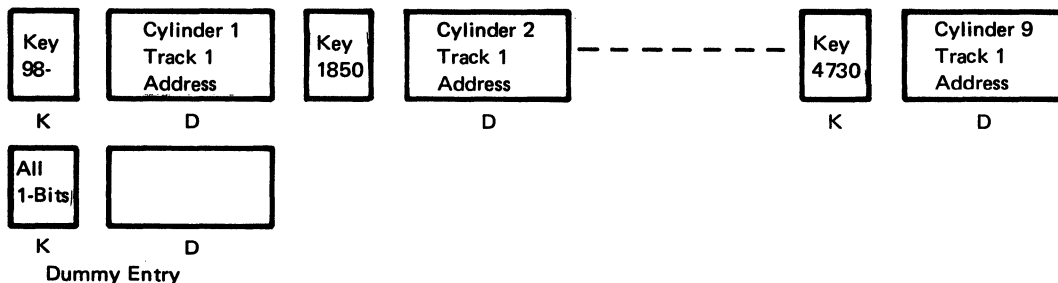 Key
98-
Cylinder 1
Track 1
Address
Key
1850
Cylinder 2
Track 1
Address
Key
4730
Cylinder 9
Track 1
Address
K
D
D
K
D
All
1-Bits
K
D
Dummy Entry